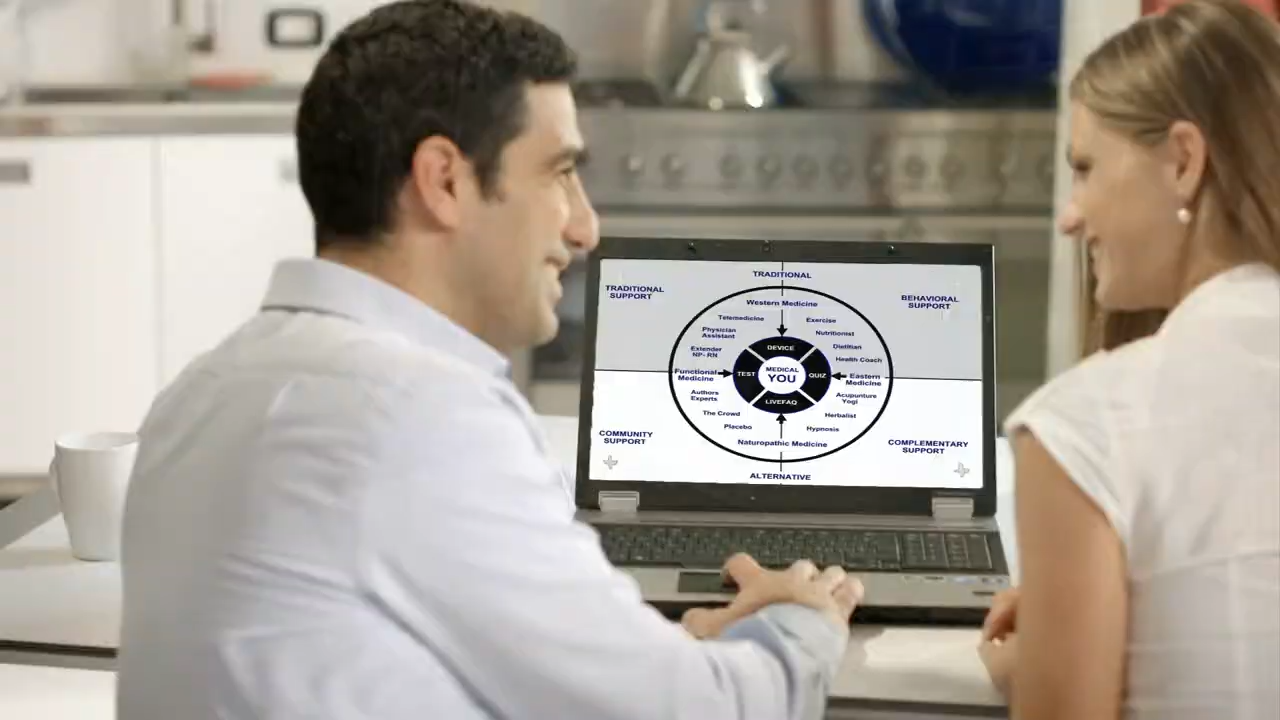 TRADITIONAL
TRADITIONAL
SUPPORT
BEHAVIORAL
SUPPORT
Western Medicine
Telemedicine
Exercise
Physician
Assistant
Nutritionist
Extender
NP- RN
Dietitian
Health Coach
DEVICE
Functional
Medicine
TEST
MEDICAL
YOU
QUIZ
Eastern
Medicine
LIVEFAQ
Authors
Experts
Acupunture
Yogi
The Crowd
Herbalist
Placebo
Hypnosis
Naturopathic Medicine
COMMUNITY
SUPPORT
COMPLEMENTARY
SUPPORT
ALTERNATIVE